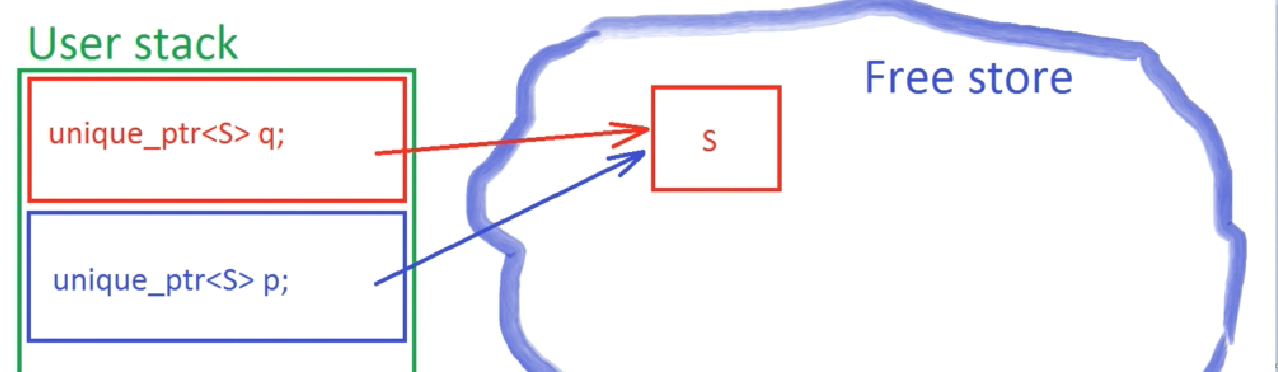 User stack
Free store
unique_ptr<S> q;
S
unique_ptr<S> p;